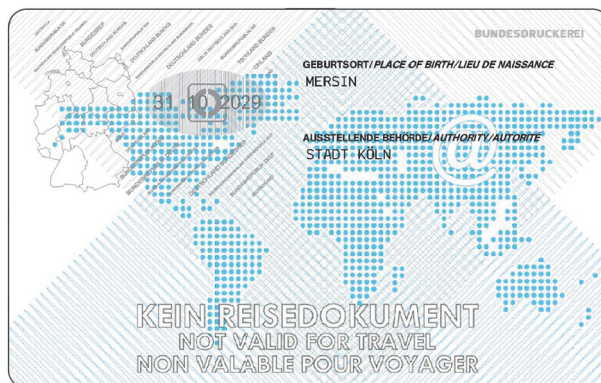 BUNDESDRUCKEREI
GEBURTSORT/PLACE OF BIRTH/LIEU DE NAISSANCE
MERSIN
31 10 2029
AUSSTELLENDE BEHÖRDE/AUTHORITY/AUTORITÉ
STADT KÖLN
@
KEIN REISEDOKUMENT
NOT VALID FOR TRAVEL
NON VALABLE POUR VOYAGER